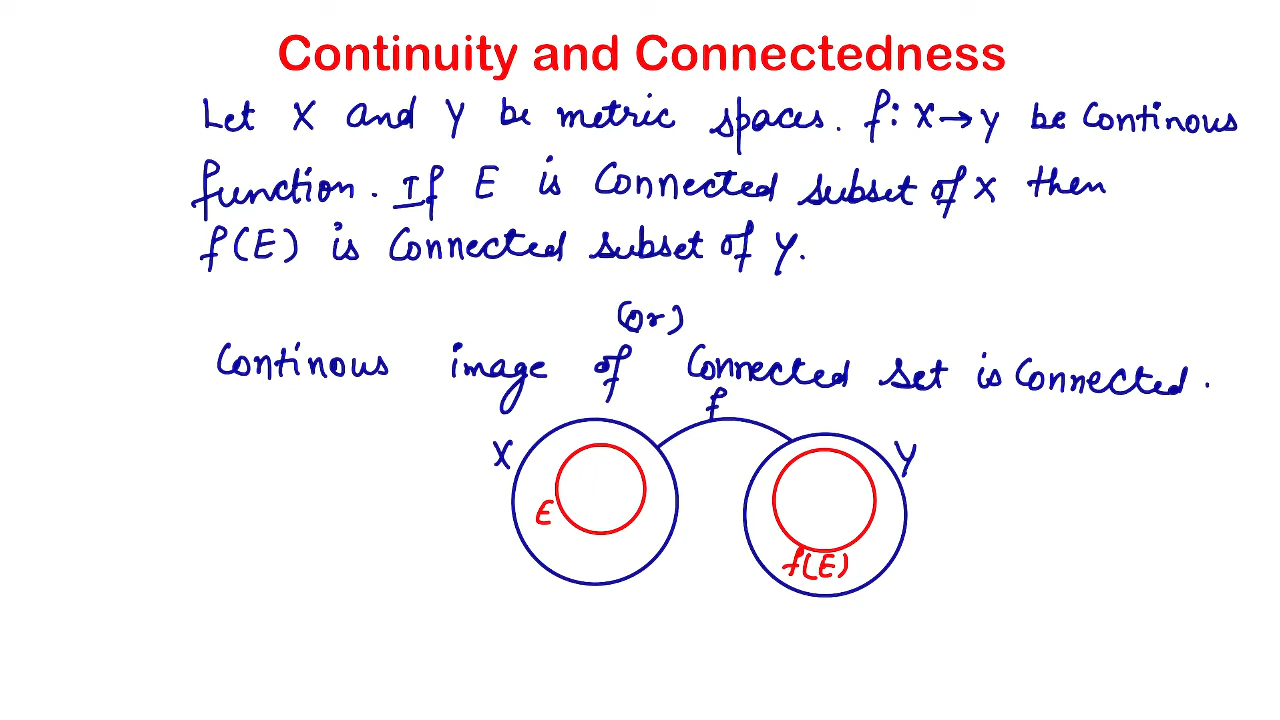 Continuity and Connectedness
Let X and Y be metric spaces. f: X→y be Continous
function. If E is Connected subset of X then
f(E) is Connected subset of Y.
(or)
Continous image of Connected set is Connected.
f
X
Y
E
f(E)